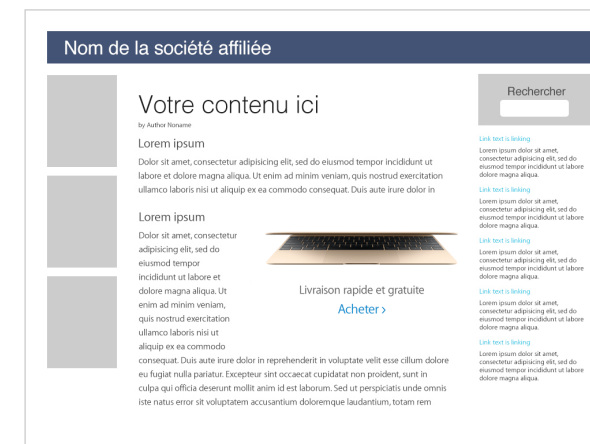 Nom de la société affiliée
Votre contenu ici
by Author Noname
Lorem ipsum
Dolor sit amet, consectetur adipisicing elit, sed do eiusmod tempor incididunt ut
labore et dolore magna aliqua. Ut enim ad minim veniam, quis nostrud exercitation
ullamco laboris nisi ut aliquip ex ea commodo consequat. Duis aute irure dolor in
Lorem ipsum
Dolor sit amet, consectetur
adipisicing elit, sed do
eiusmod tempor
incididunt ut labore et
dolore magna aliqua. Ut
enim ad minim veniam,
quis nostrud exercitation
ullamco laboris nisi ut
aliquip ex ea commodo
consequat. Duis aute irure dolor in reprehenderit in voluptate velit esse cillum dolore
eu fugiat nulla pariatur. Excepteur sint occaecat cupidatat non proident, sunt in
culpa qui officia deserunt mollit anim id est laborum. Sed ut perspiciatis unde omnis
iste natus error sit voluptatem accusantium doloremque laudantium, totam rem
Livraison rapide et gratuite
Acheter ›
Rechercher
Link text is linking
Lorem ipsum dolor sit amet,
consectetur adipisicing elit, sed do
eiusmod tempor incididunt ut labore
dolore magna aliqua.
Link text is linking
Lorem ipsum dolor sit amet,
consectetur adipisicing elit, sed do
eiusmod tempor incididunt ut labore
dolore magna aliqua.
Link text is linking
Lorem ipsum dolor sit amet,
consectetur adipisicing elit, sed do
eiusmod tempor incididunt ut labore
dolore magna aliqua.
Link text is linking
Lorem ipsum dolor sit amet,
consectetur adipisicing elit, sed do
eiusmod tempor incididunt ut labore
dolore magna aliqua.
Link text is linking
Lorem ipsum dolor sit amet,
consectetur adipisicing elit, sed do
eiusmod tempor incididunt ut labore
dolore magna aliqua.